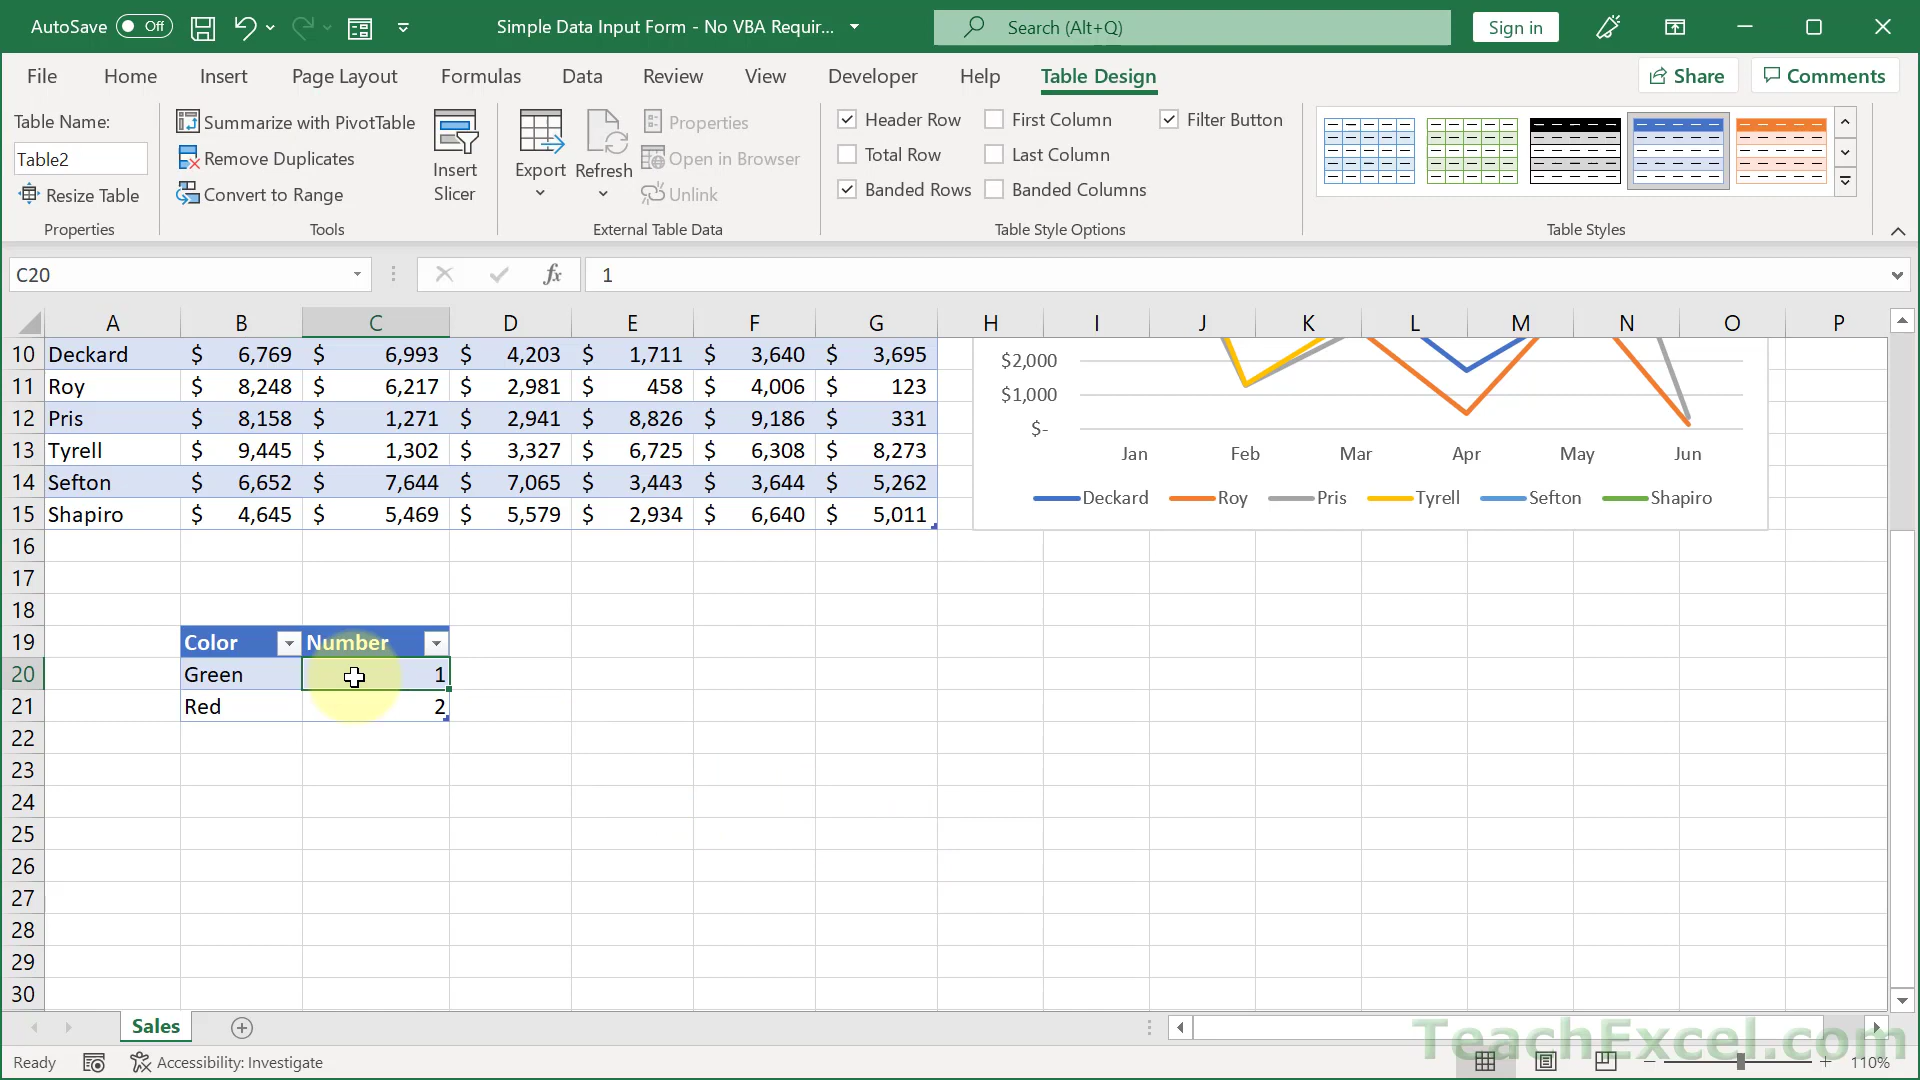 AutoSave Off Simple Data Input Form - No VBA Requir... Search (Alt+Q) Sign in
File Home Insert Page Layout Formulas Data Review View Developer Help Table Design Share Comments
Table Name:
Table2
Resize Table
Properties
Summarize with PivotTable
Remove Duplicates
Convert to Range
Insert
Slicer
Tools
Export
Refresh
Properties
Open in Browser
Unlink
External Table Data
Header Row First Column Filter Button
Total Row Last Column
Banded Rows Banded Columns
Table Style Options
Table Styles
C20 fx 1
A B C D E F G H I J K L M N O P
10 Deckard $ 6,769 $ 6,993 $ 4,203 $ 1,711 $ 3,640 $ 3,695
11 Roy $ 8,248 $ 6,217 $ 2,981 $ 458 $ 4,006 $ 123
12 Pris $ 8,158 $ 1,271 $ 2,941 $ 8,826 $ 9,186 $ 331
13 Tyrell $ 9,445 $ 1,302 $ 3,327 $ 6,725 $ 6,308 $ 8,273
14 Sefton $ 6,652 $ 7,644 $ 7,065 $ 3,443 $ 3,644 $ 5,262
15 Shapiro $ 4,645 $ 5,469 $ 5,579 $ 2,934 $ 6,640 $ 5,011
$2,000
$1,000
$-
Jan Feb Mar Apr May Jun
Deckard Roy Pris Tyrell Sefton Shapiro
16
17
18
19 Color Number
20 Green 1
21 Red 2
22
23
24
25
26
27
28
29
30
Sales
TeachExcel.com
Ready Accessibility: Investigate 110%